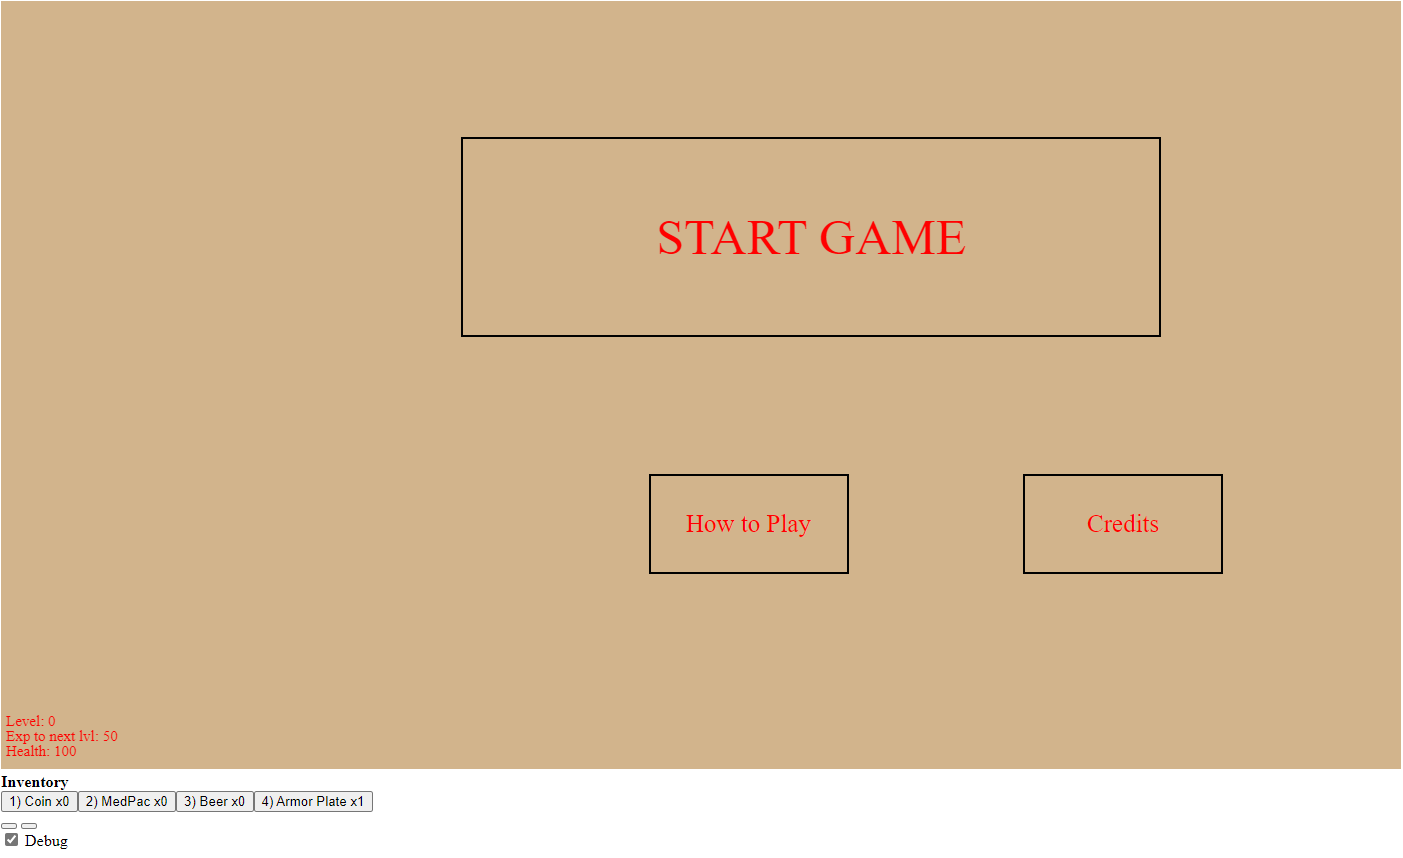 START GAME
How to Play
Credits
Level: 0
Exp to next lvl: 50
Health: 100
Inventory
1) Coin x0 2) MedPac x0 3) Beer x0 4) Armor Plate x1
Debug